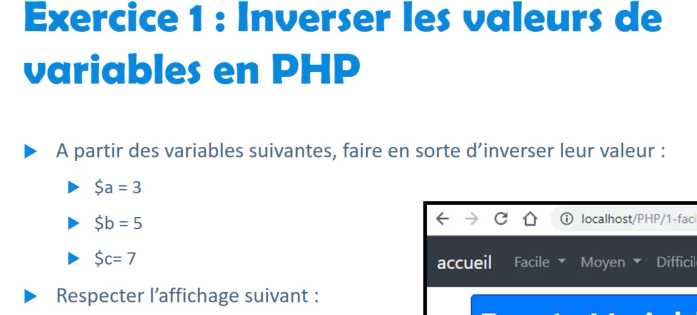 Exercice 1 : Inverser les valeurs de
variables en PHP
A partir des variables suivantes, faire en sorte d'inverser leur valeur :
$a = 3
$b = 5
$c= 7
Respecter l'affichage suivant :
localhost/PHP/1-faci
accueil Facile Moyen Difficil